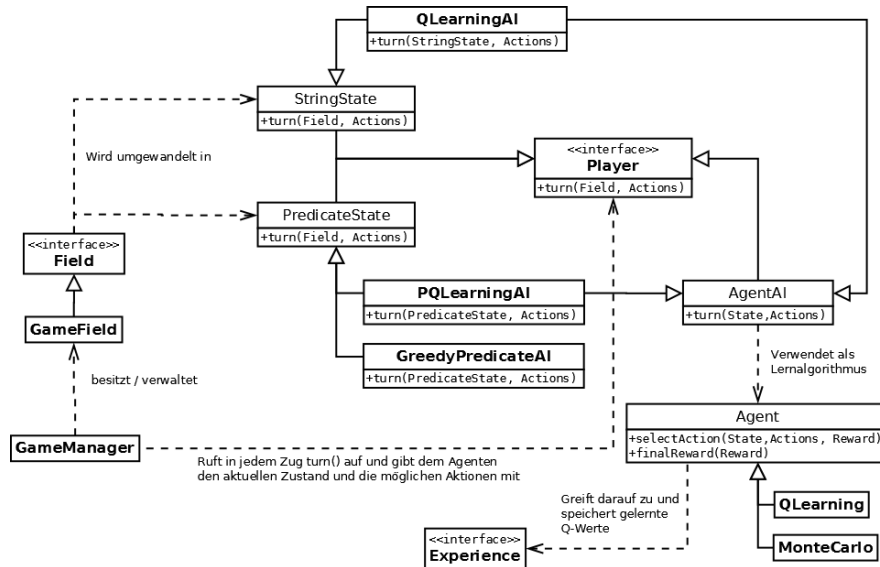 QLearningAI
+turn(StringState, Actions)
StringState
+turn(Field, Actions)
Wird umgewandelt in
<<interface>>
Player
+turn(Field, Actions)
PredicateState
+turn(Field, Actions)
<<interface>>
Field
PQLearningAI
+turn(PredicateState, Actions)
AgentAI
+turn(State,Actions)
GameField
GreedyPredicateAI
+turn(PredicateState, Actions)
Verwendet als
Lernalgorithmus
besitzt / verwaltet
Agent
+selectAction(State,Actions, Reward)
+finalReward(Reward)
GameManager
Ruft in jedem Zug turn() auf und gibt dem Agenten
den aktuellen Zustand und die möglichen Aktionen mit
Greift darauf zu und
speichert gelernte
Q-Werte
QLearning
MonteCarlo
<<interface>>
Experience